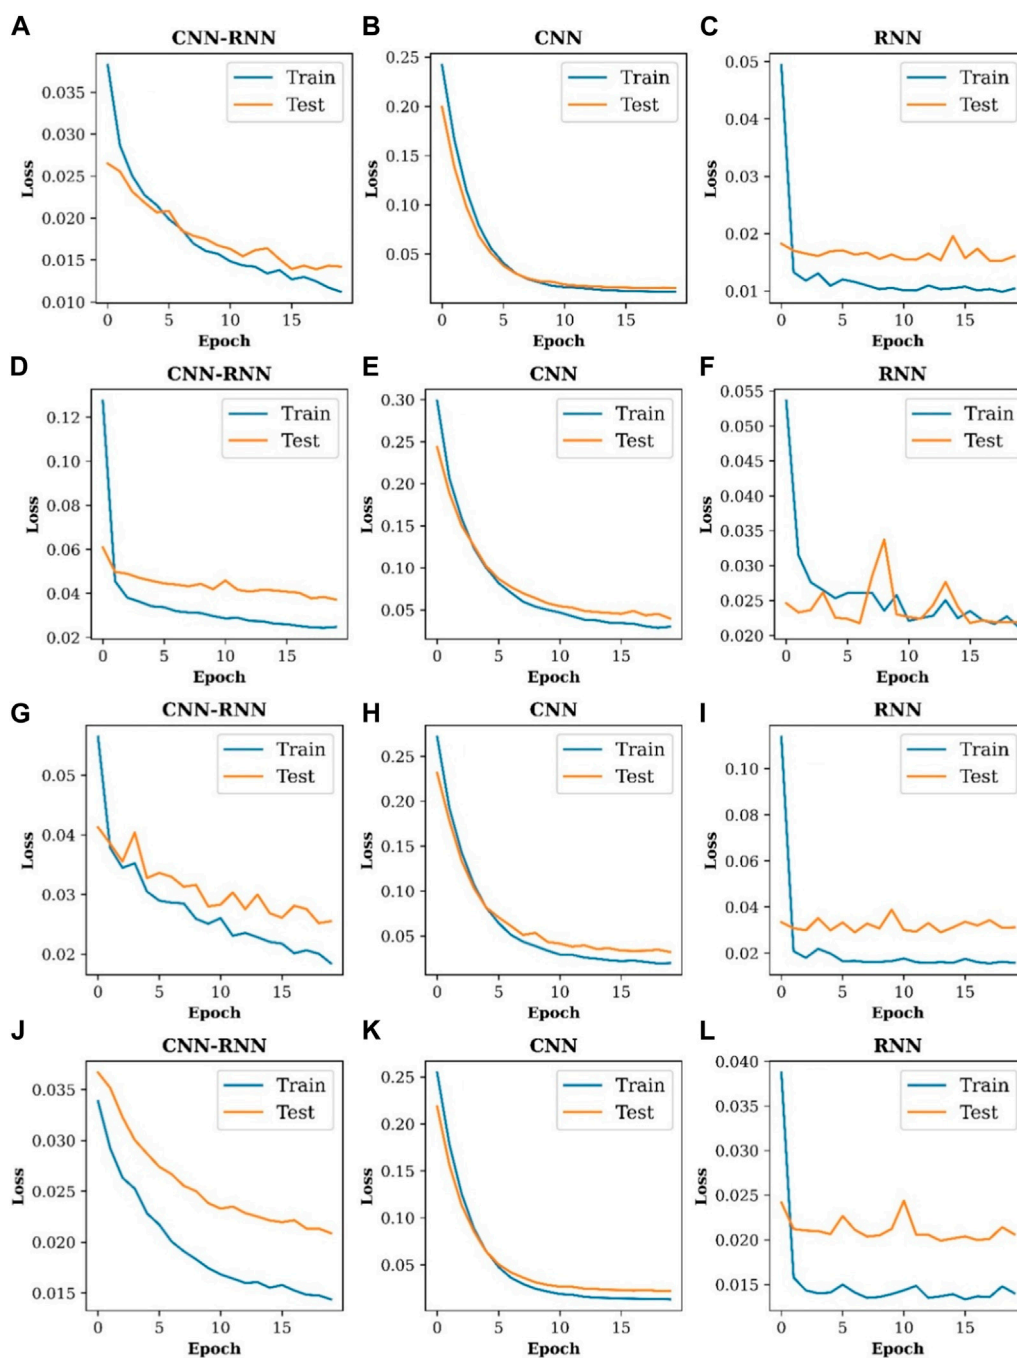 A
CNN-RNN
Train
Test
0.035
0.030
0.025
0.020
0.015
0.010
Loss
0 5 10 15
Epoch
B
CNN
Train
Test
0.25
0.20
0.15
0.10
0.05
Loss
0 5 10 15
Epoch
C
RNN
Train
Test
0.05
0.04
0.03
0.02
0.01
Loss
0 5 10 15
Epoch
D
CNN-RNN
Train
Test
0.12
0.10
0.08
0.06
0.04
0.02
Loss
0 5 10 15
Epoch
E
CNN
Train
Test
0.30
0.25
0.20
0.15
0.10
0.05
Loss
0 5 10 15
Epoch
F
RNN
Train
Test
0.055
0.050
0.045
0.040
0.035
0.030
0.025
0.020
Loss
0 5 10 15
Epoch
G
CNN-RNN
Train
Test
0.05
0.04
0.03
0.02
Loss
0 5 10 15
Epoch
H
CNN
Train
Test
0.25
0.20
0.15
0.10
0.05
Loss
0 5 10 15
Epoch
I
RNN
Train
Test
0.10
0.08
0.06
0.04
0.02
Loss
0 5 10 15
Epoch
J
CNN-RNN
Train
Test
0.035
0.030
0.025
0.020
0.015
Loss
0 5 10 15
Epoch
K
CNN
Train
Test
0.25
0.20
0.15
0.10
0.05
Loss
0 5 10 15
Epoch
L
RNN
Train
Test
0.040
0.035
0.030
0.025
0.020
0.015
Loss
0 5 10 15
Epoch